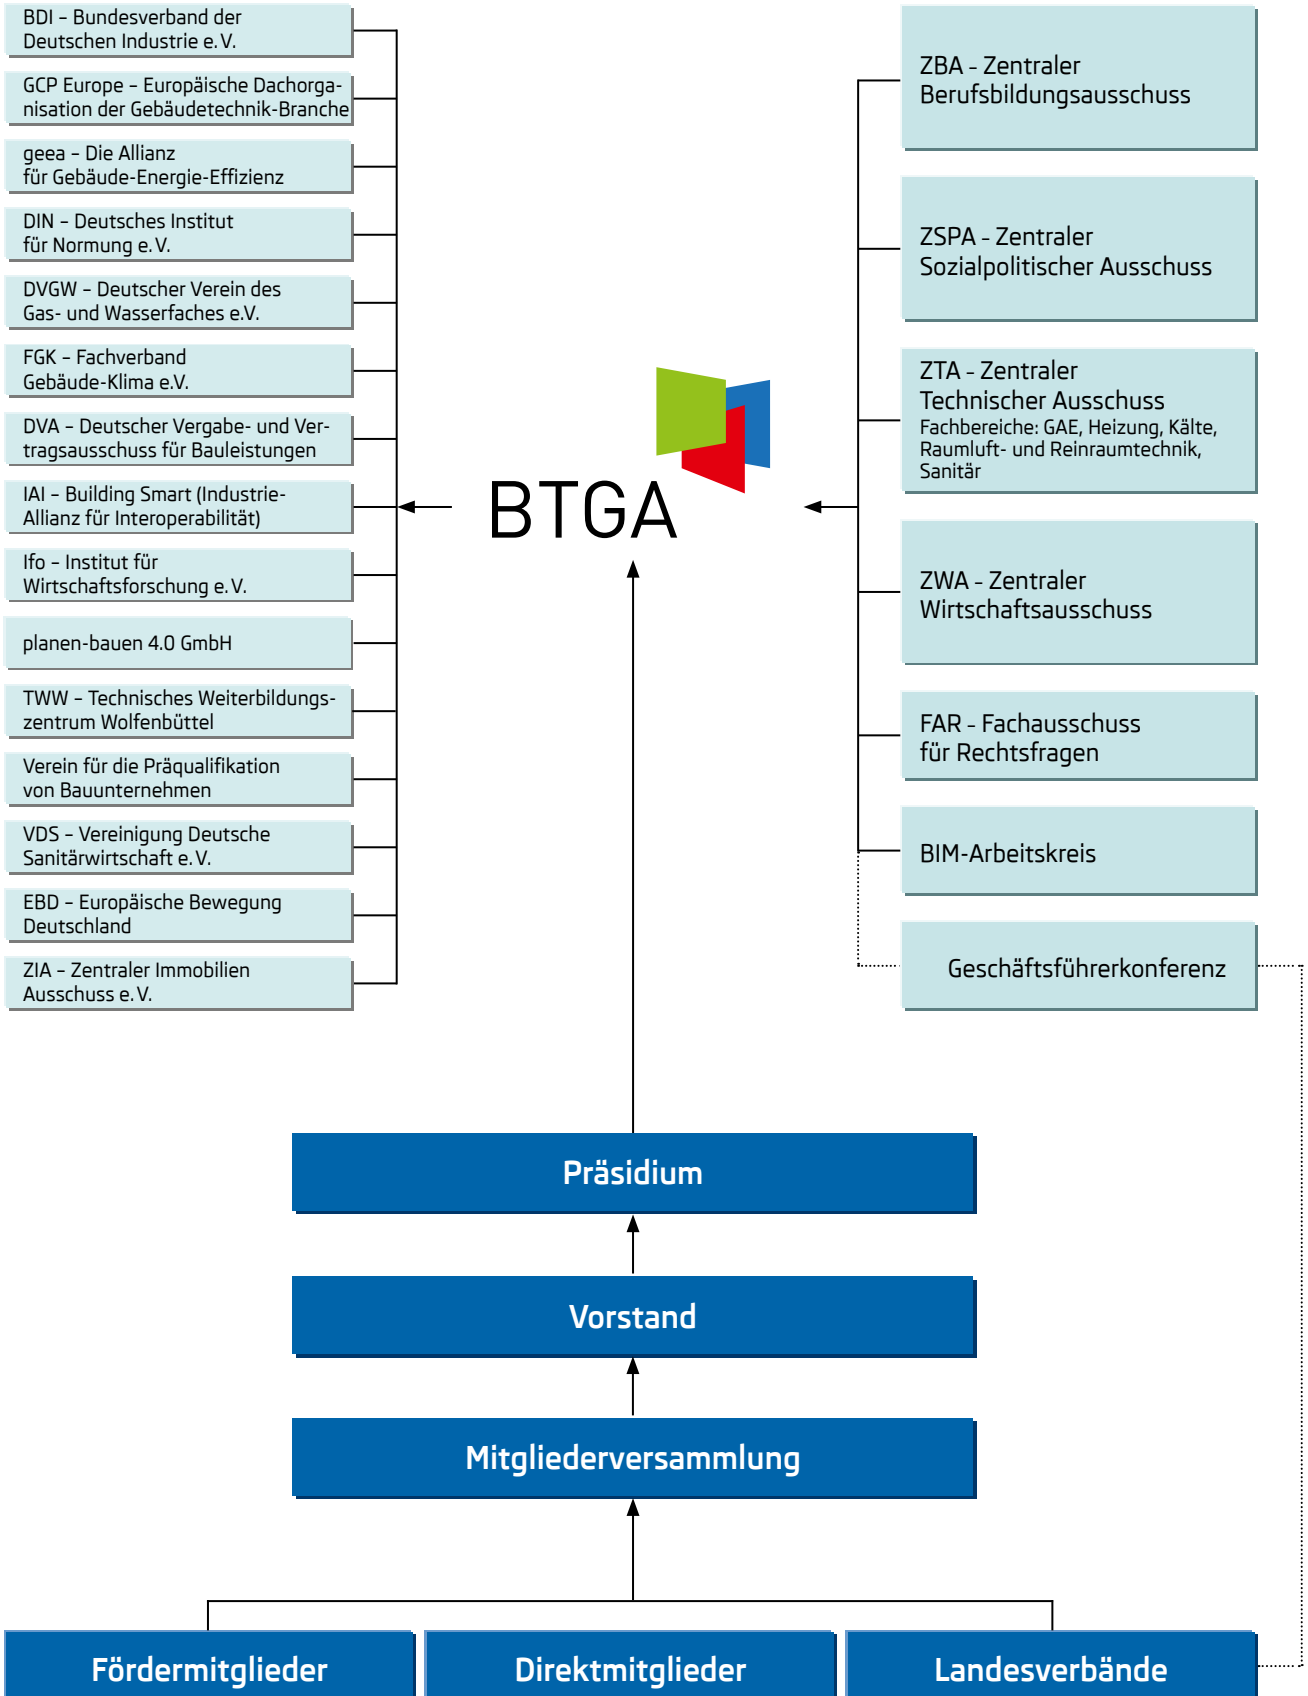 BDI – Bundesverband der
Deutschen Industrie e.V.
GCP Europe – Europäische Dachorga-
nisation der Gebäudetechnik-Branche
geea – Die Allianz
für Gebäude-Energie-Effizienz
DIN – Deutsches Institut
für Normung e.V.
DVGW – Deutscher Verein des
Gas- und Wasserfaches e.V.
FGK – Fachverband
Gebäude-Klima e.V.
DVA – Deutscher Vergabe- und Ver-
tragsausschuss für Bauleistungen
IAI – Building Smart (Industrie-
Allianz für Interoperabilität)
Ifo – Institut für
Wirtschaftsforschung e.V.
planen-bauen 4.0 GmbH
TWW – Technisches Weiterbildungs-
zentrum Wolfenbüttel
Verein für die Präqualifikation
von Bauunternehmen
VDS – Vereinigung Deutsche
Sanitärwirtschaft e.V.
EBD – Europäische Bewegung
Deutschland
ZIA – Zentraler Immobilien
Ausschuss e.V.
BTGA
ZBA – Zentraler
Berufsbildungsausschuss
ZSPA – Zentraler
Sozialpolitischer Ausschuss
ZTA – Zentraler
Technischer Ausschuss
Fachbereiche: GAE, Heizung, Kälte,
Raumluft- und Reinraumtechnik,
Sanitär
ZWA – Zentraler
Wirtschaftsausschuss
FAR – Fachausschuss
für Rechtsfragen
BIM-Arbeitskreis
Geschäftsführerkonferenz
Präsidium
Vorstand
Mitgliederversammlung
Fördermitglieder
Direktmitglieder
Landesverbände